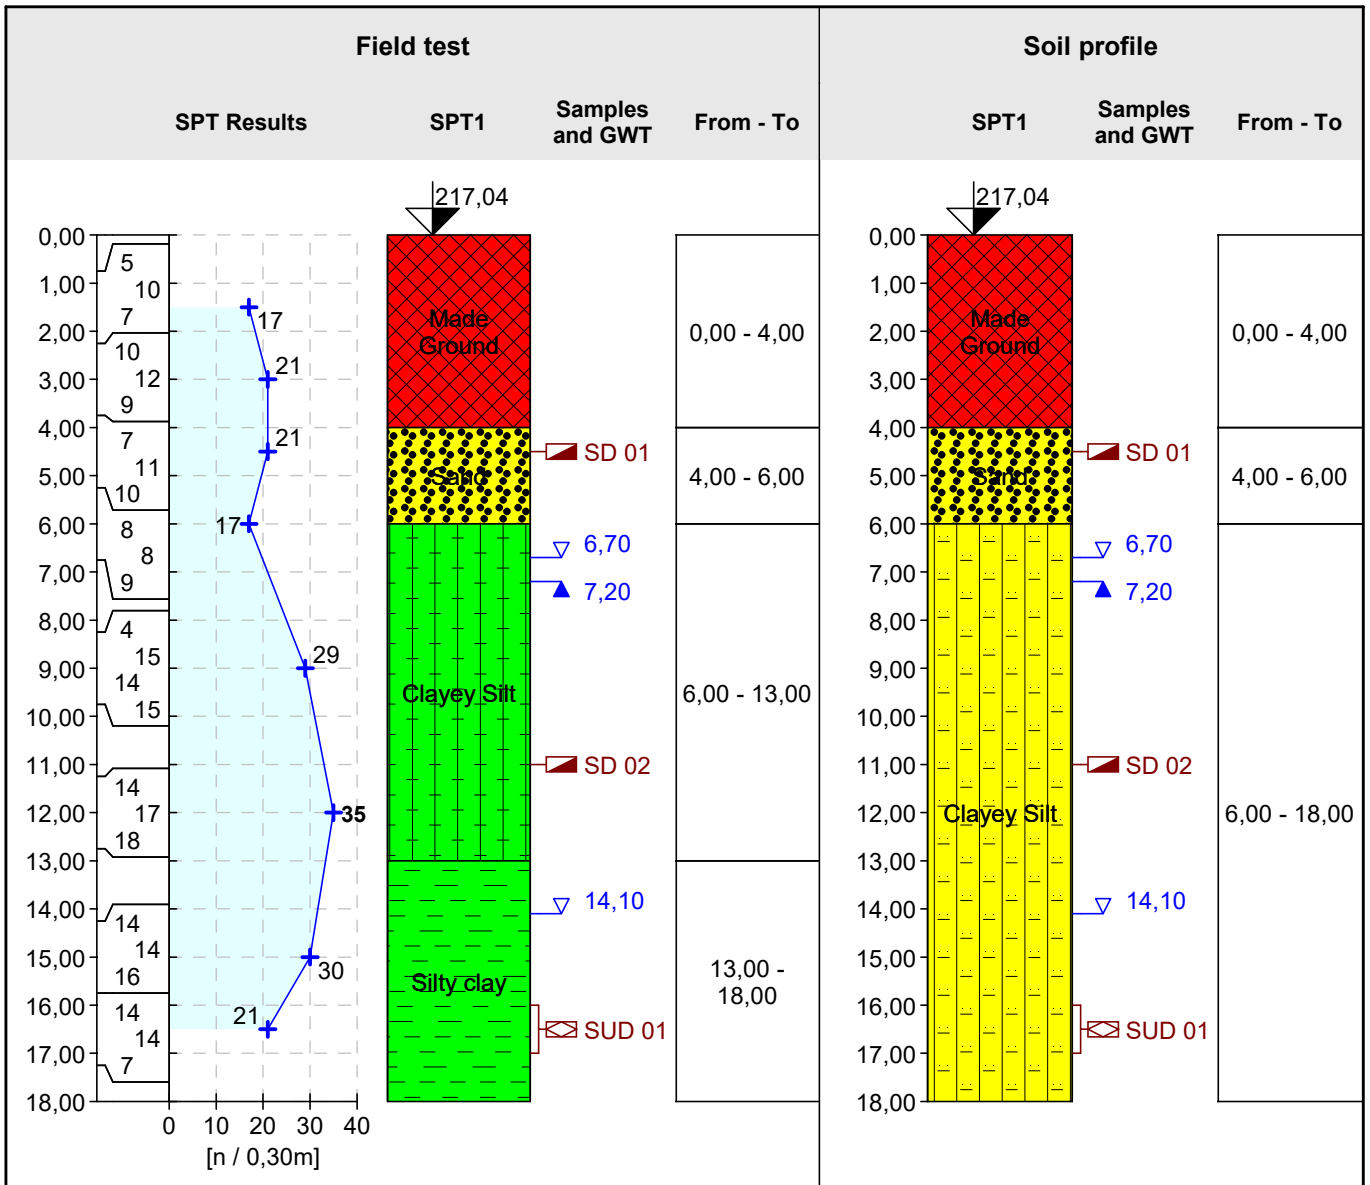 Field test
Soil profile
SPT Results
SPT1
Samples
and GWT
From - To
SPT1
Samples
and GWT
From - To
217,04
217,04
0,00
1,00
2,00
3,00
4,00
5,00
6,00
7,00
8,00
9,00
10,00
11,00
12,00
13,00
14,00
15,00
16,00
17,00
18,00
5
10
7
10
12
9
7
11
10
8
8
9
4
15
14
15
14
17
18
14
14
16
14
14
7
17
21
21
17
29
35
30
21
0 10 20 30 40
[n / 0,30m]
Made
Ground
Sand
Clayey Silt
Silty clay
SD 01
6,70
7,20
SD 02
14,10
SUD 01
0,00 - 4,00
4,00 - 6,00
6,00 - 13,00
13,00 -
18,00
0,00
1,00
2,00
3,00
4,00
5,00
6,00
7,00
8,00
9,00
10,00
11,00
12,00
13,00
14,00
15,00
16,00
17,00
18,00
Made
Ground
Sand
Clayey Silt
SD 01
6,70
7,20
SD 02
14,10
SUD 01
0,00 - 4,00
4,00 - 6,00
6,00 - 18,00